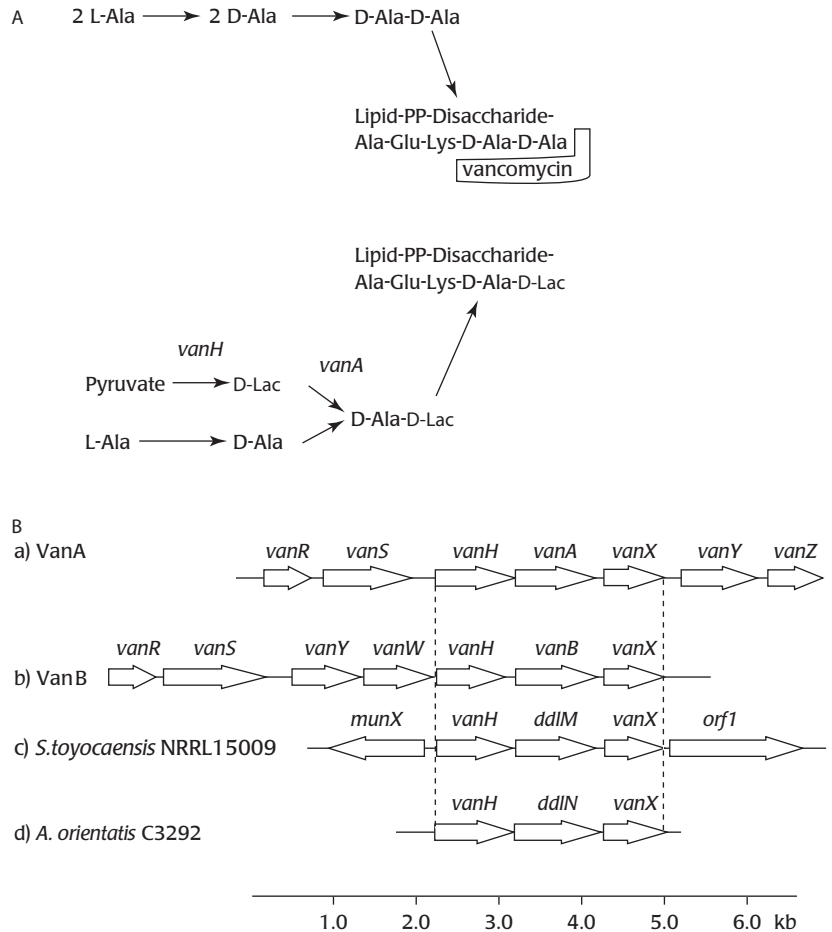 A
2 L-Ala 2 D-Ala D-Ala-D-Ala
Lipid-PP-Disaccharide-
Ala-Glu-Lys-D-Ala-D-Ala
vancomycin
Lipid-PP-Disaccharide-
Ala-Glu-Lys-D-Ala-D-Lac
vanH
vanA
Pyruvate D-Lac
D-Ala-D-Lac
L-Ala D-Ala
B
a) VanA
vanR vanS vanH vanA vanX vanY vanZ
vanR vanS vanY vanW vanH vanB vanX
b) VanB
munX vanH ddlM vanX orf1
c) S.toyocaensis NRRL15009
vanH ddlN vanX
d) A. orientatis C3292
1.0 2.0 3.0 4.0 5.0 6.0 kb